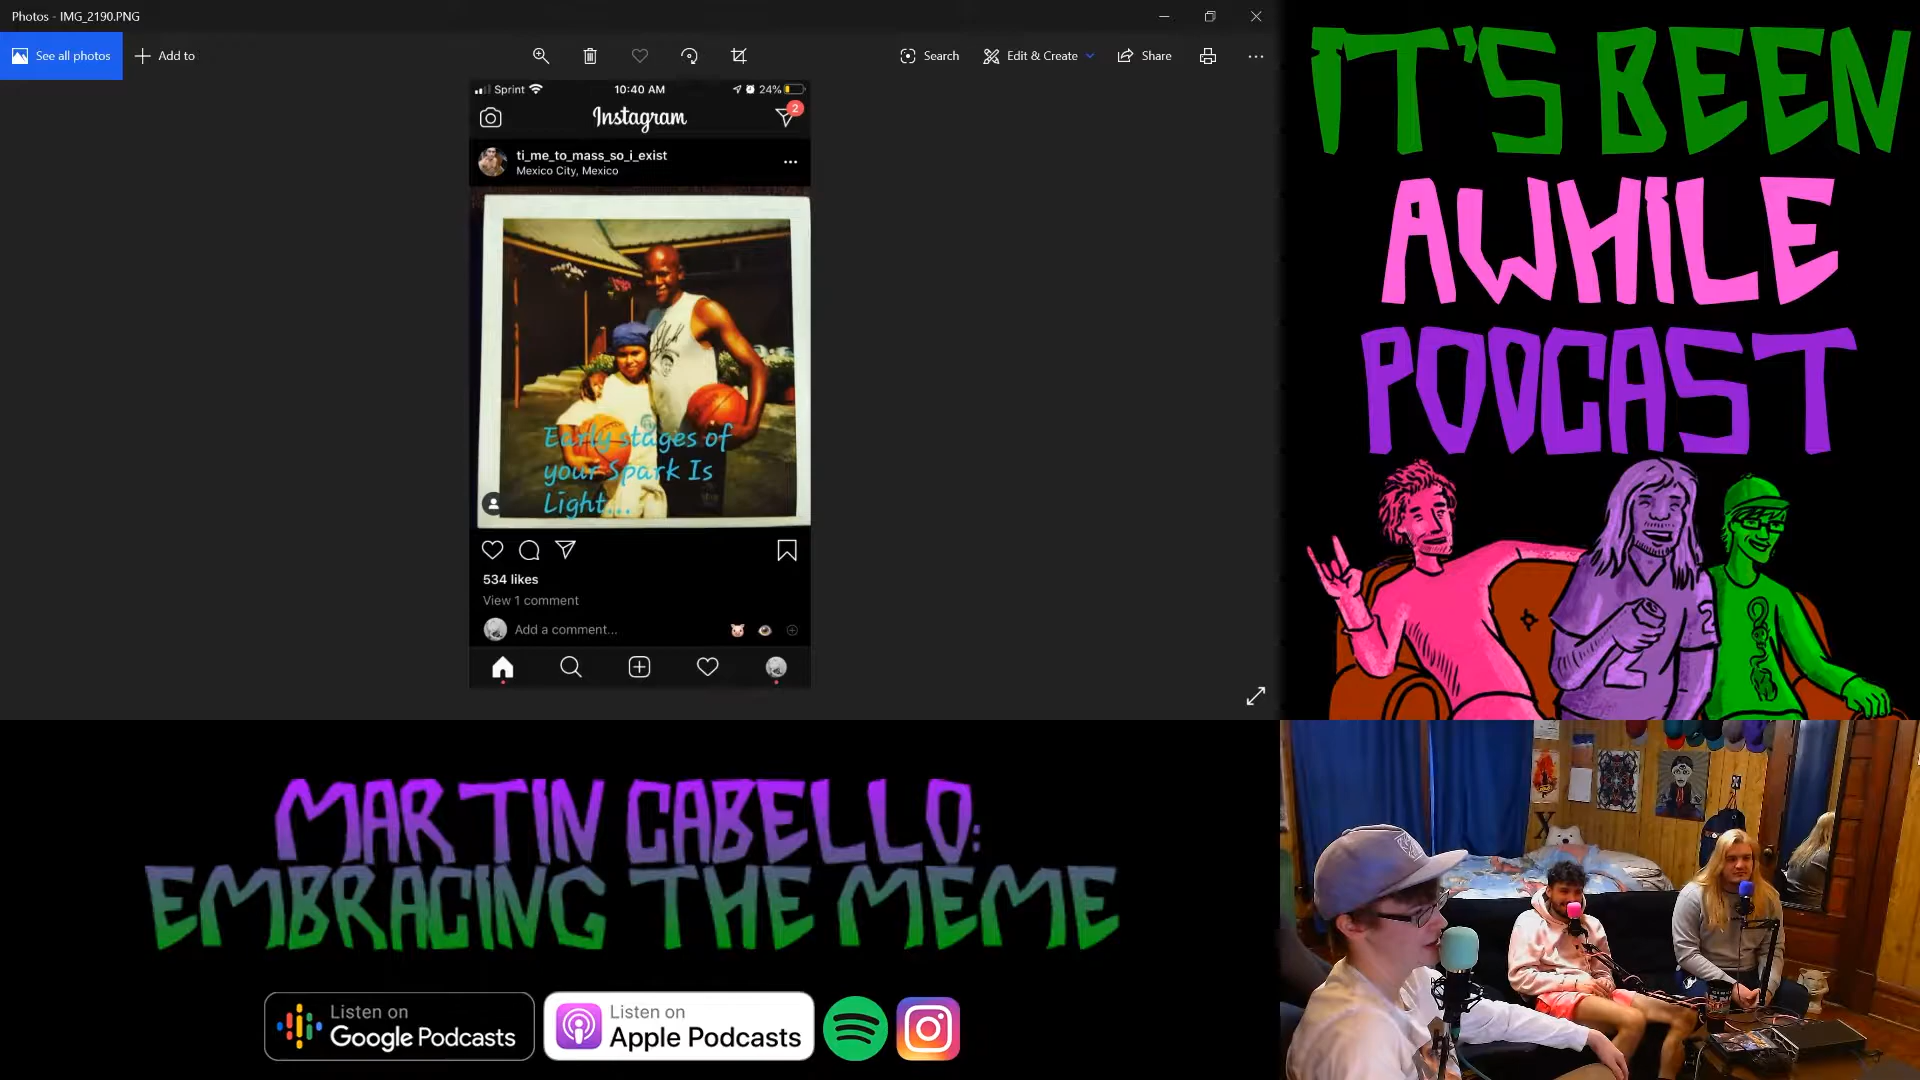 Photos - IMG_2190.PNG
See all photos
Add to
Search
Edit & Create
Share
Sprint
10:40 AM
24%
Instagram
2
ti_me_to_mass_so_i_exist
Mexico City, Mexico
Early stages of
your Spark Is
Light...
534 likes
View 1 comment
Add a comment...
IT'S BEEN
AWHILE
PODCAST
2
2
MARTIN CABELLO:
EMBRACING THE MEME
Listen on
Google Podcasts
Listen on
Apple Podcasts
X